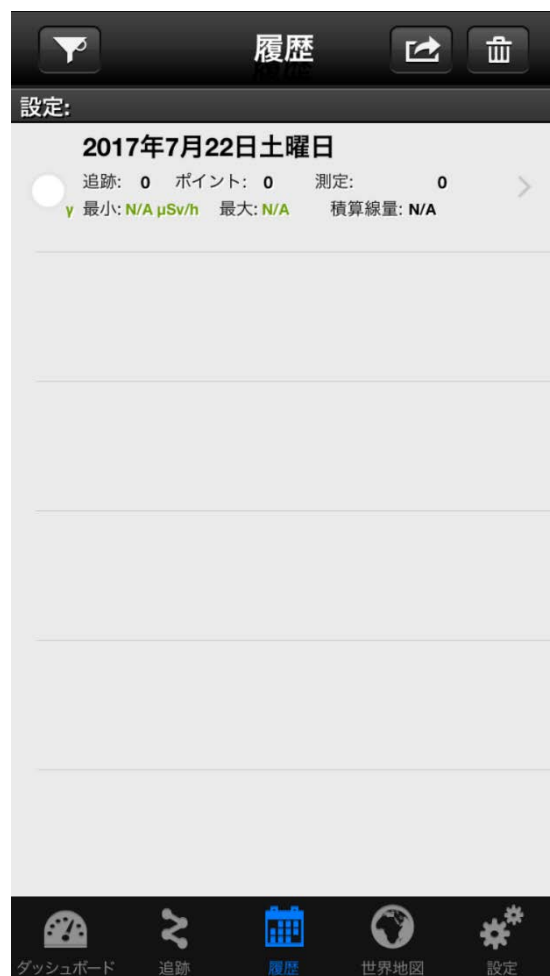 履歴
設定:
2017年7月22日土曜日
追跡: 0 ポイント: 0 測定: 0
γ 最小: N/A μSv/h 最大: N/A 積算線量: N/A
ダッシュボード 追跡 履歴 世界地図 設定